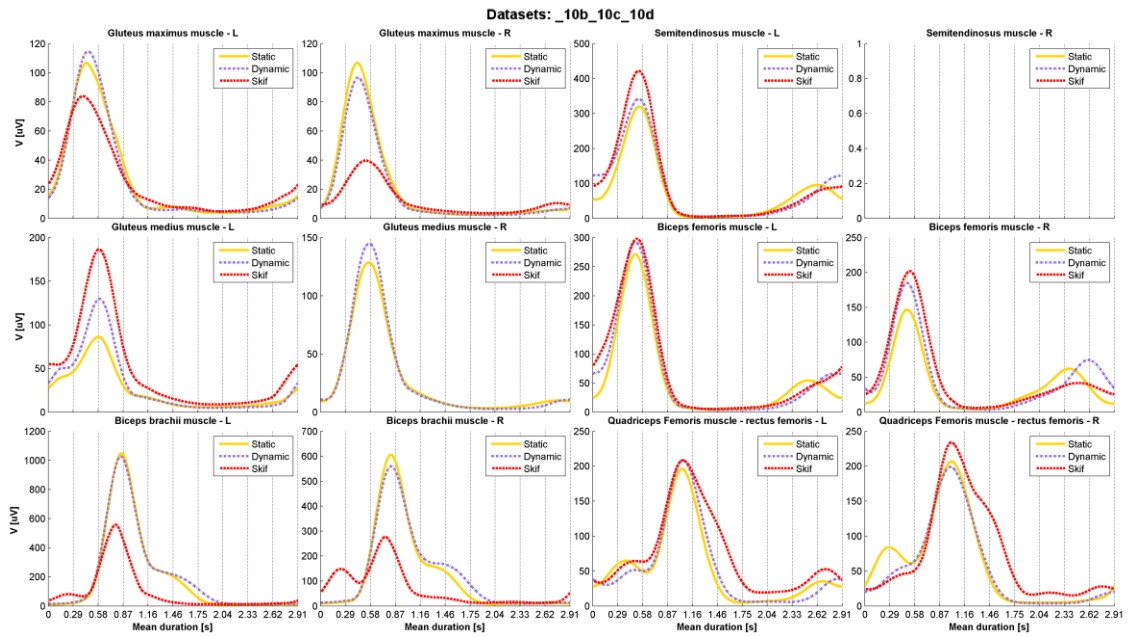 Datasets: _10b_10c_10d
Gluteus maximus muscle - L
120
100
80
60
40
20
0
V [uV]
Static
Dynamic
Skif
Gluteus maximus muscle - R
120
100
80
60
40
20
0
Static
Dynamic
Skif
Semitendinosus muscle - L
500
400
300
200
100
0
Static
Dynamic
Skif
Semitendinosus muscle - R
1
0.8
0.6
0.4
0.2
0
Gluteus medius muscle - L
200
150
100
50
0
V [uV]
Static
Dynamic
Skif
Gluteus medius muscle - R
150
100
50
0
Static
Dynamic
Biceps femoris muscle - L
300
250
200
150
100
50
0
Static
Dynamic
Skif
Biceps femoris muscle - R
250
200
150
100
50
0
Static
Dynamic
Skif
Biceps brachii muscle - L
1200
1000
800
600
400
200
0
V [uV]
Static
Dynamic
Skif
0 0.29 0.58 0.87 1.16 1.46 1.75 2.04 2.33 2.62 2.91
Mean duration [s]
Biceps brachii muscle - R
700
600
500
400
300
200
100
0
Static
Dynamic
Skif
0 0.29 0.58 0.87 1.16 1.46 1.75 2.04 2.33 2.62 2.91
Mean duration [s]
Quadriceps Femoris muscle - rectus femoris - L
250
200
150
100
50
0
Static
Dynamic
Skif
0 0.29 0.58 0.87 1.16 1.46 1.75 2.04 2.33 2.62 2.91
Mean duration [s]
Quadriceps Femoris muscle - rectus femoris - R
250
200
150
100
50
0
Static
Dynamic
Skif
0 0.29 0.58 0.87 1.16 1.46 1.75 2.04 2.33 2.62 2.91
Mean duration [s]